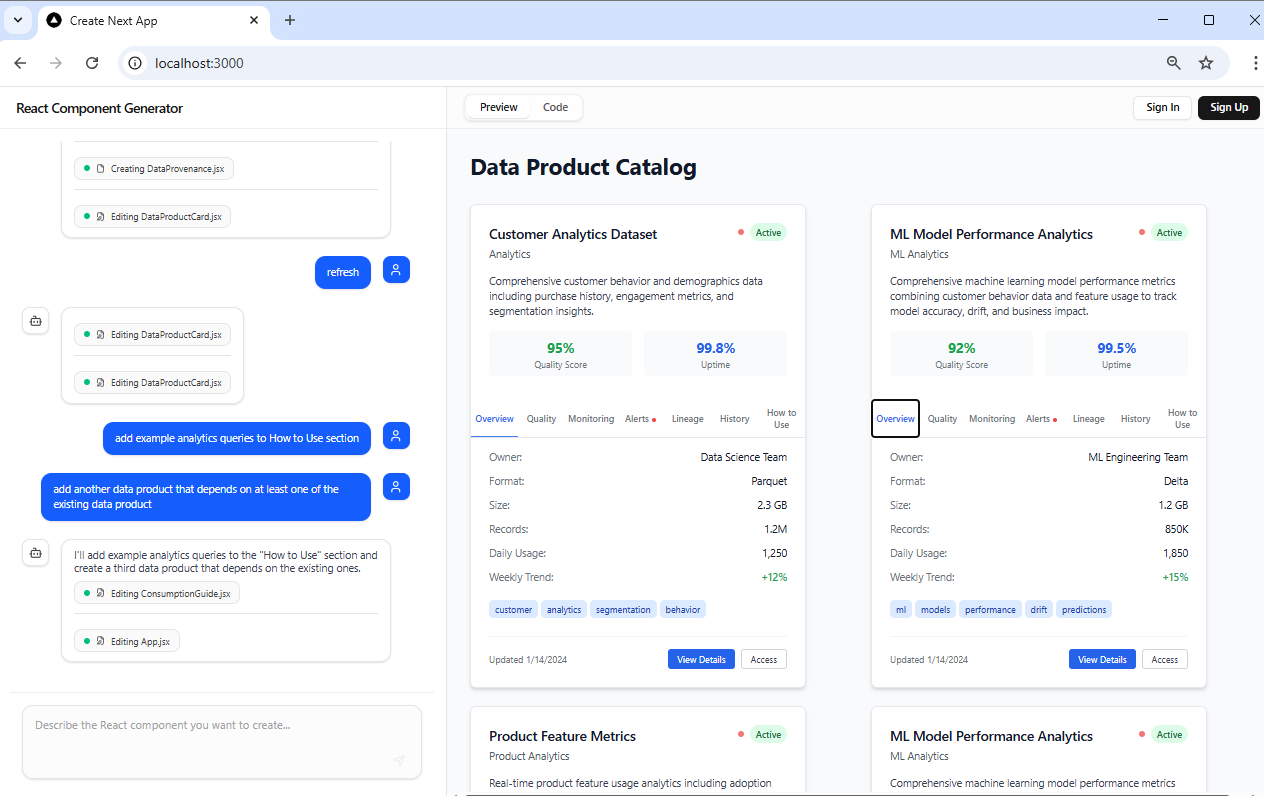 Create Next App
localhost:3000
React Component Generator
Creating DataProvenance.jsx
Editing DataProductCard.jsx
refresh
Editing DataProductCard.jsx
Editing DataProductCard.jsx
add example analytics queries to How to Use section
add another data product that depends on at least one of the
existing data product
I'll add example analytics queries to the "How to Use" section and
create a third data product that depends on the existing ones.
Editing ConsumptionGuide.jsx
Editing App.jsx
Describe the React component you want to create...
Preview Code
Sign In Sign Up
Data Product Catalog
Customer Analytics Dataset
Active
Analytics
Comprehensive customer behavior and demographics data
including purchase history, engagement metrics, and
segmentation insights.
95% 99.8%
Quality Score Uptime
Overview Quality Monitoring Alerts Lineage History How to
Use
Owner: Data Science Team
Format: Parquet
Size: 2.3 GB
Records: 1.2M
Daily Usage: 1,250
Weekly Trend: +12%
customer analytics segmentation behavior
Updated 1/14/2024 View Details Access
ML Model Performance Analytics
Active
ML Analytics
Comprehensive machine learning model performance metrics
combining customer behavior data and feature usage to track
model accuracy, drift, and business impact.
92% 99.5%
Quality Score Uptime
Overview Quality Monitoring Alerts Lineage History How to
Use
Owner: ML Engineering Team
Format: Delta
Size: 1.2 GB
Records: 850K
Daily Usage: 1,850
Weekly Trend: +15%
ml models performance drift predictions
Updated 1/14/2024 View Details Access
Product Feature Metrics
Active
Product Analytics
Real-time product feature usage analytics including adoption
ML Model Performance Analytics
Active
ML Analytics
Comprehensive machine learning model performance metrics